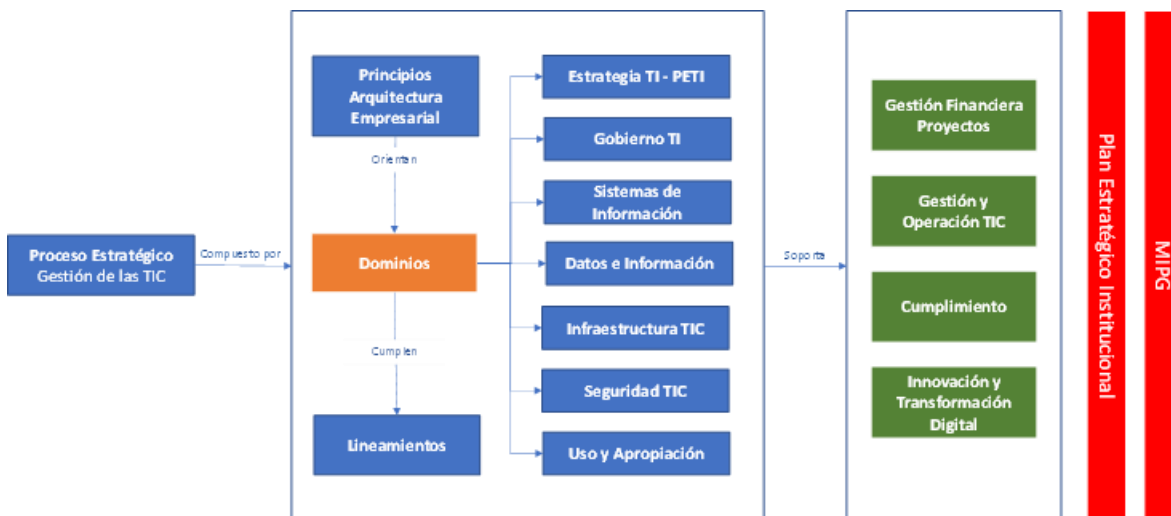 Proceso Estratégico
Gestión de las TIC
Compuesto por
Principios
Arquitectura
Empresarial
Orientan
Dominios
Cumplen
Lineamientos
Estrategia TI - PETI
Gobierno TI
Sistemas de
Información
Datos e Información
Infraestructura TIC
Seguridad TIC
Uso y Apropiación
Soporta
Gestión Financiera
Proyectos
Gestión y
Operación TIC
Cumplimiento
Innovación y
Transformación
Digital
Plan Estratégico Institucional
MIPG